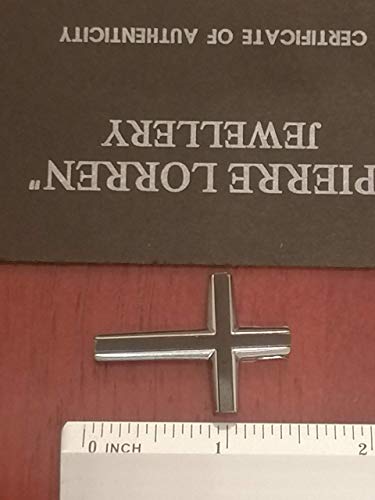 "PIERRE LORREN"
JEWELLERY
CERTIFICATE OF AUTHENTICITY
0 INCH 1 2